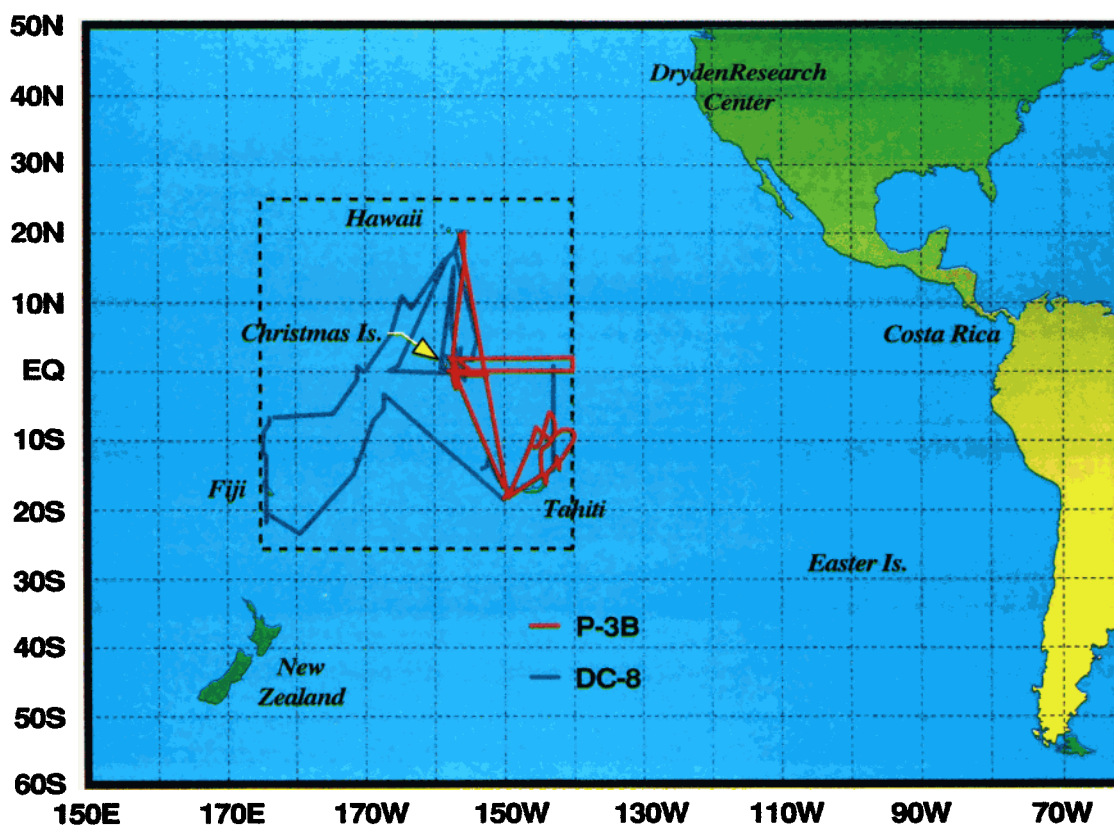 50N
40N
30N
20N
10N
EQ
10S
20S
30S
40S
50S
60S
DrydenResearch
Center
Hawaii
Christmas Is.
Costa Rica
Fiji
Tahiti
Easter Is.
P-3B
DC-8
New
Zealand
150E
170E
170W
150W
130W
110W
90W
70W